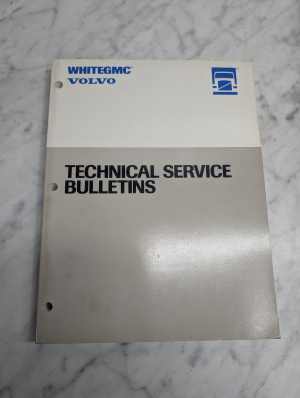 WHITEGMC
VOLVO
TECHNICAL SERVICE
BULLETINS